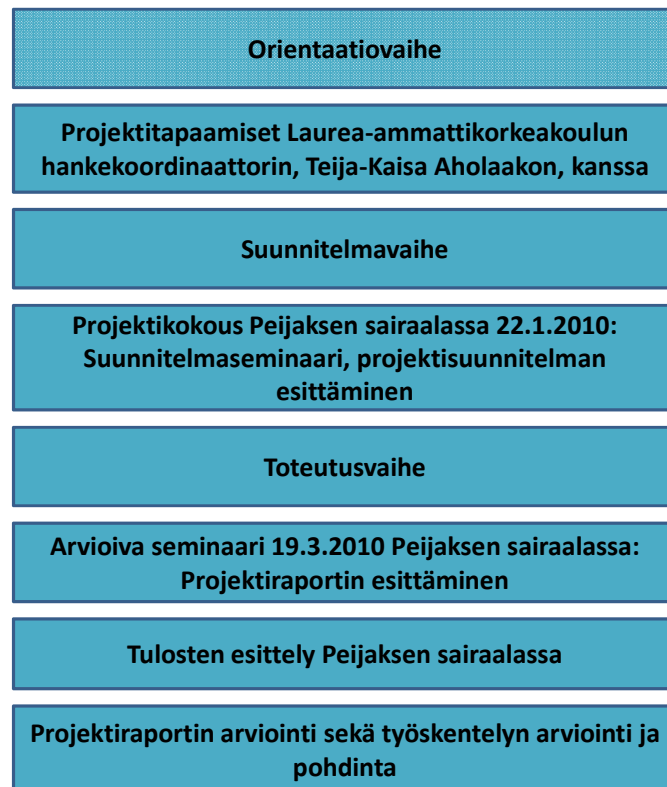 Orientaatiovaihe
Projektitapaamiset Laurea-ammattikorkeakoulun
hankekoordinaattorin, Teija-Kaisa Aholaakon, kanssa
Suunnitelmavaihe
Projektikokous Peijaksen sairaalassa 22.1.2010:
Suunnitelmaseminaari, projektisuunnitelman
esittäminen
Toteutusvaihe
Arvioiva seminaari 19.3.2010 Peijaksen sairaalassa:
Projektiraportin esittäminen
Tulosten esittely Peijaksen sairaalassa
Projektiraportin arviointi sekä työskentelyn arviointi ja
pohdinta